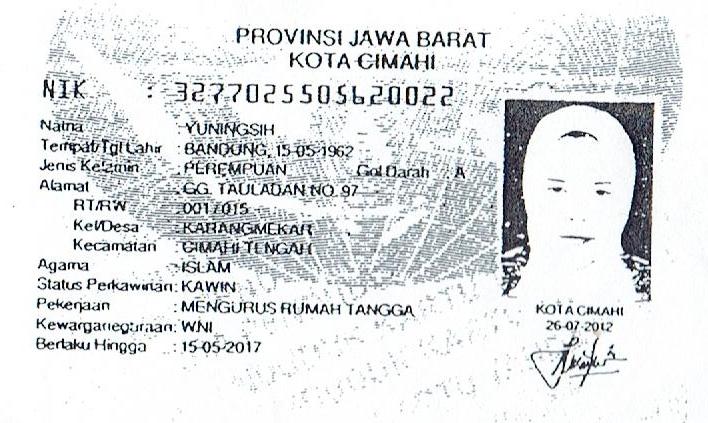 PROVINSI JAWA BARAT
KOTA CIMAHI
NIK : 3277025505620022
Nama : YUNINGSIH
Tempat/Tgl Lahir : BANDUNG, 15-05-1962
Jenis Kelamin : PEREMPUAN Gol Darah : A
Alamat : GG. TAULADAN NO. 97
RT/RW : 001/015
Kel/Desa : KARANGMEKAR
Kecamatan : CIMAHI TENGAH
Agama : ISLAM
Status Perkawinan: KAWIN
Pekerjaan : MENGURUS RUMAH TANGGA
Kewarganegaraan: WNI
Berlaku Hingga : 15-05-2017
KOTA CIMAHI
26-07-2012